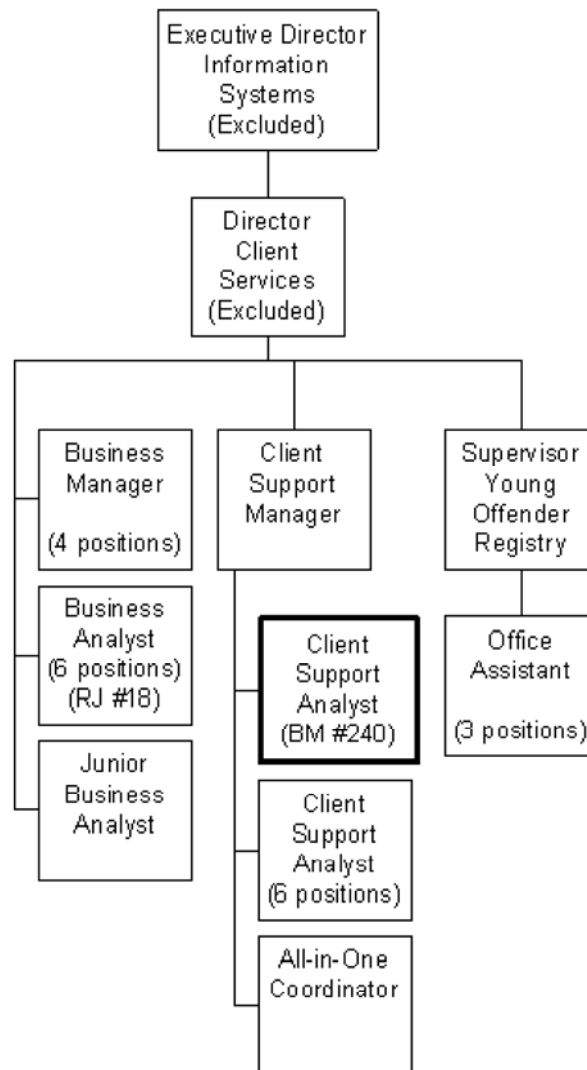 Executive Director
Information
Systems
(Excluded)
Director
Client
Services
(Excluded)
Business
Manager
(4 positions)
Business
Analyst
(6 positions)
(RJ #18)
Junior
Business
Analyst
Client
Support
Manager
Client
Support
Analyst
(BM #240)
Client
Support
Analyst
(6 positions)
All-in-One
Coordinator
Supervisor
Young
Offender
Registry
Office
Assistant
(3 positions)